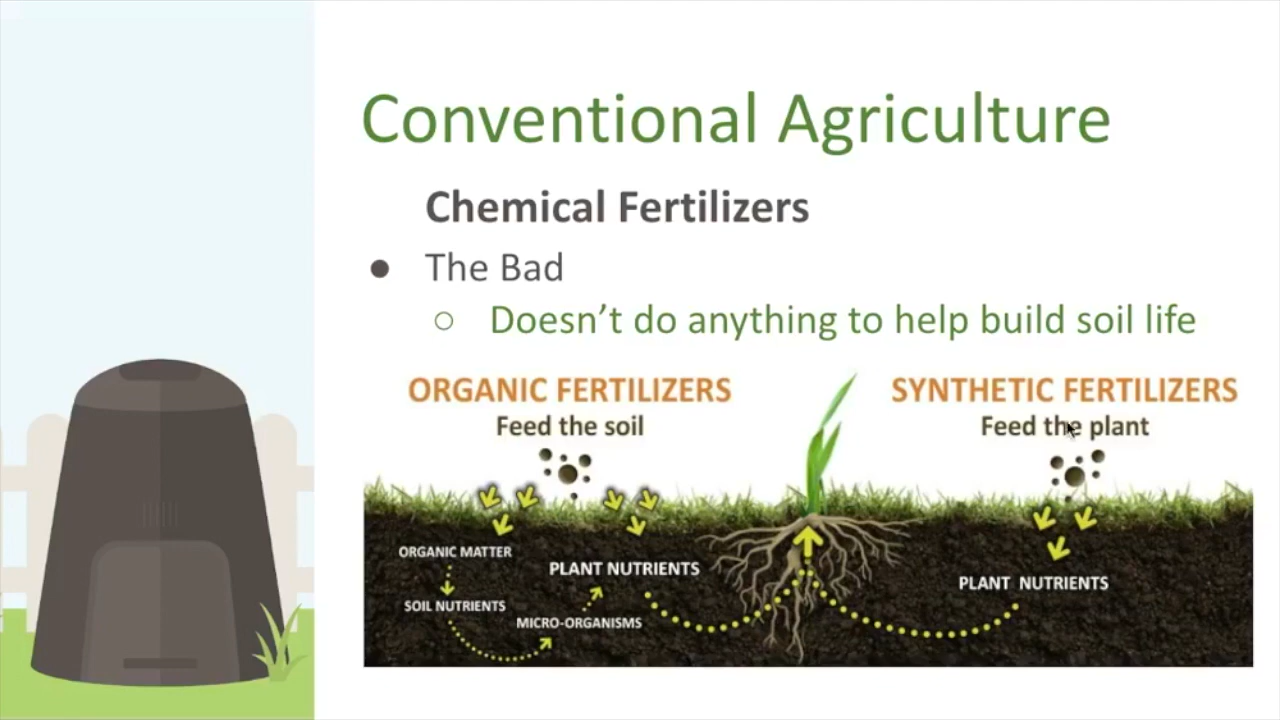 Conventional Agriculture
Chemical Fertilizers
● The Bad
○ Doesn’t do anything to help build soil life
ORGANIC FERTILIZERS
Feed the soil
SYNTHETIC FERTILIZERS
Feed the plant
ORGANIC MATTER
SOIL NUTRIENTS
MICRO-ORGANISMS
PLANT NUTRIENTS
PLANT NUTRIENTS